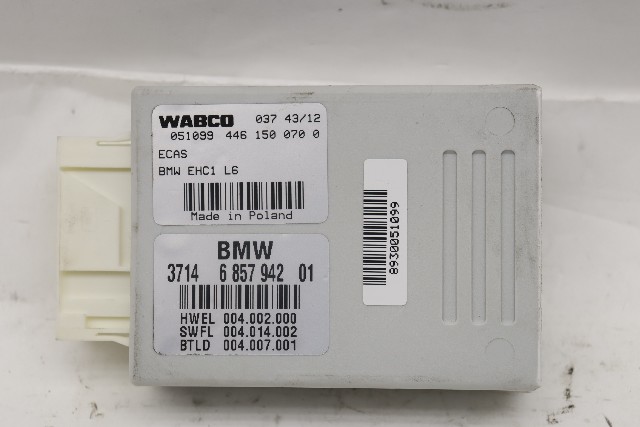 WABCO 037 43/12
051099 446 150 070 0
ECAS
BMW EHC1 L6
Made in Poland
BMW
3714 6 857 942 01
HWEL 004.002.000
SWFL 004.014.002
BTLD 004.007.001
8930051099